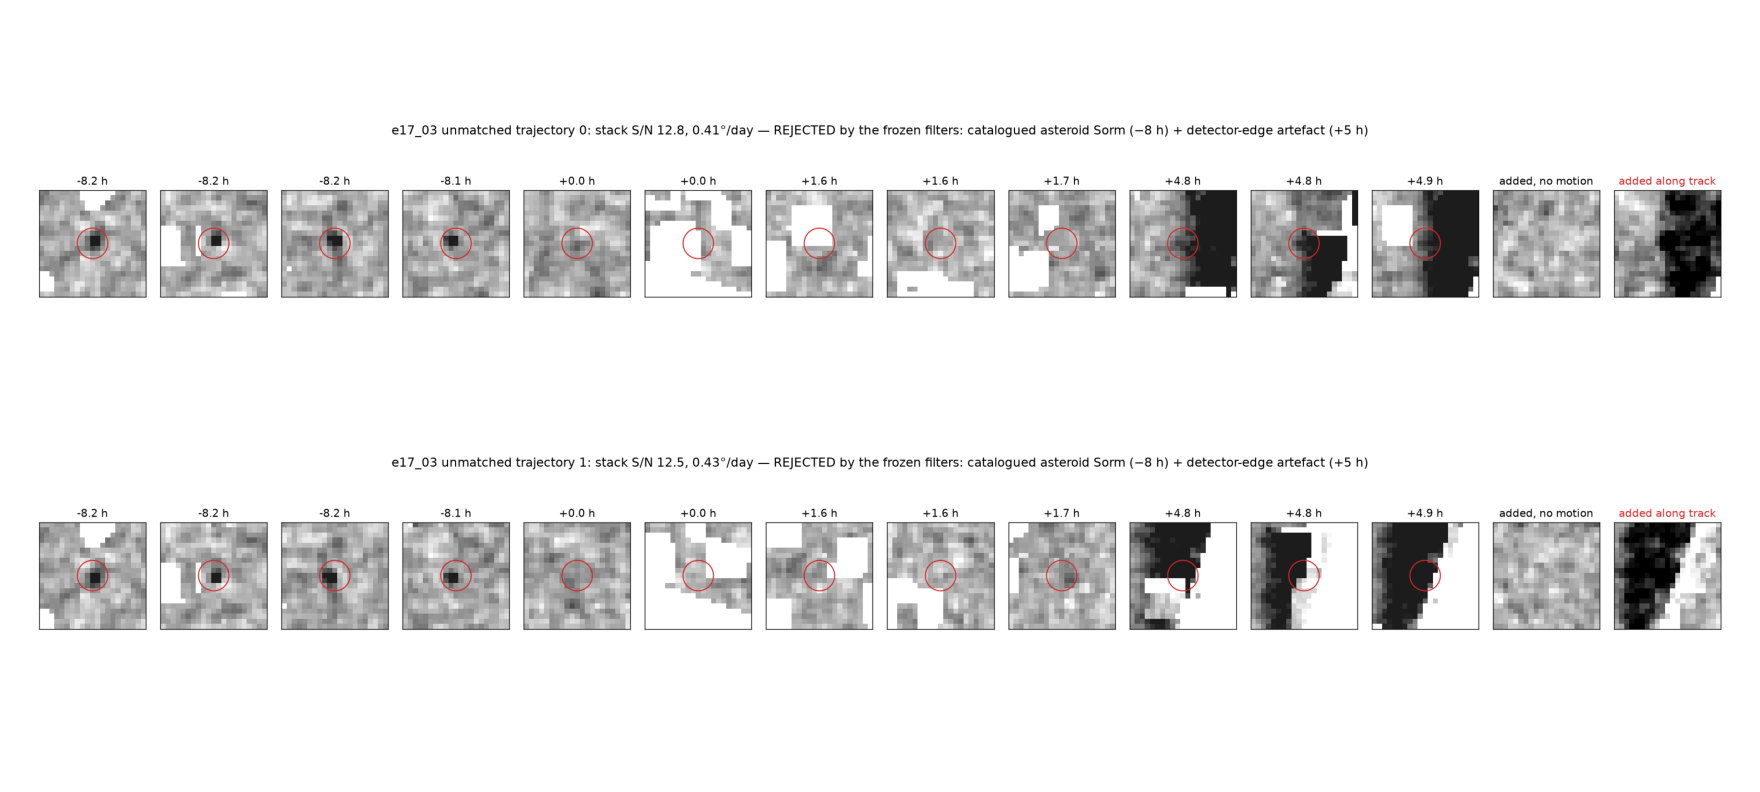 e17_03 unmatched trajectory 0: stack S/N 12.8, 0.41°/day — REJECTED by the frozen filters: catalogued asteroid Sorm (−8 h) + detector-edge artefact (+5 h)
-8.2 h -8.2 h -8.2 h -8.1 h +0.0 h +0.0 h +1.6 h +1.6 h +1.7 h +4.8 h +4.8 h +4.9 h added, no motion added along track
e17_03 unmatched trajectory 1: stack S/N 12.5, 0.43°/day — REJECTED by the frozen filters: catalogued asteroid Sorm (−8 h) + detector-edge artefact (+5 h)
-8.2 h -8.2 h -8.2 h -8.1 h +0.0 h +0.0 h +1.6 h +1.6 h +1.7 h +4.8 h +4.8 h +4.9 h added, no motion added along track